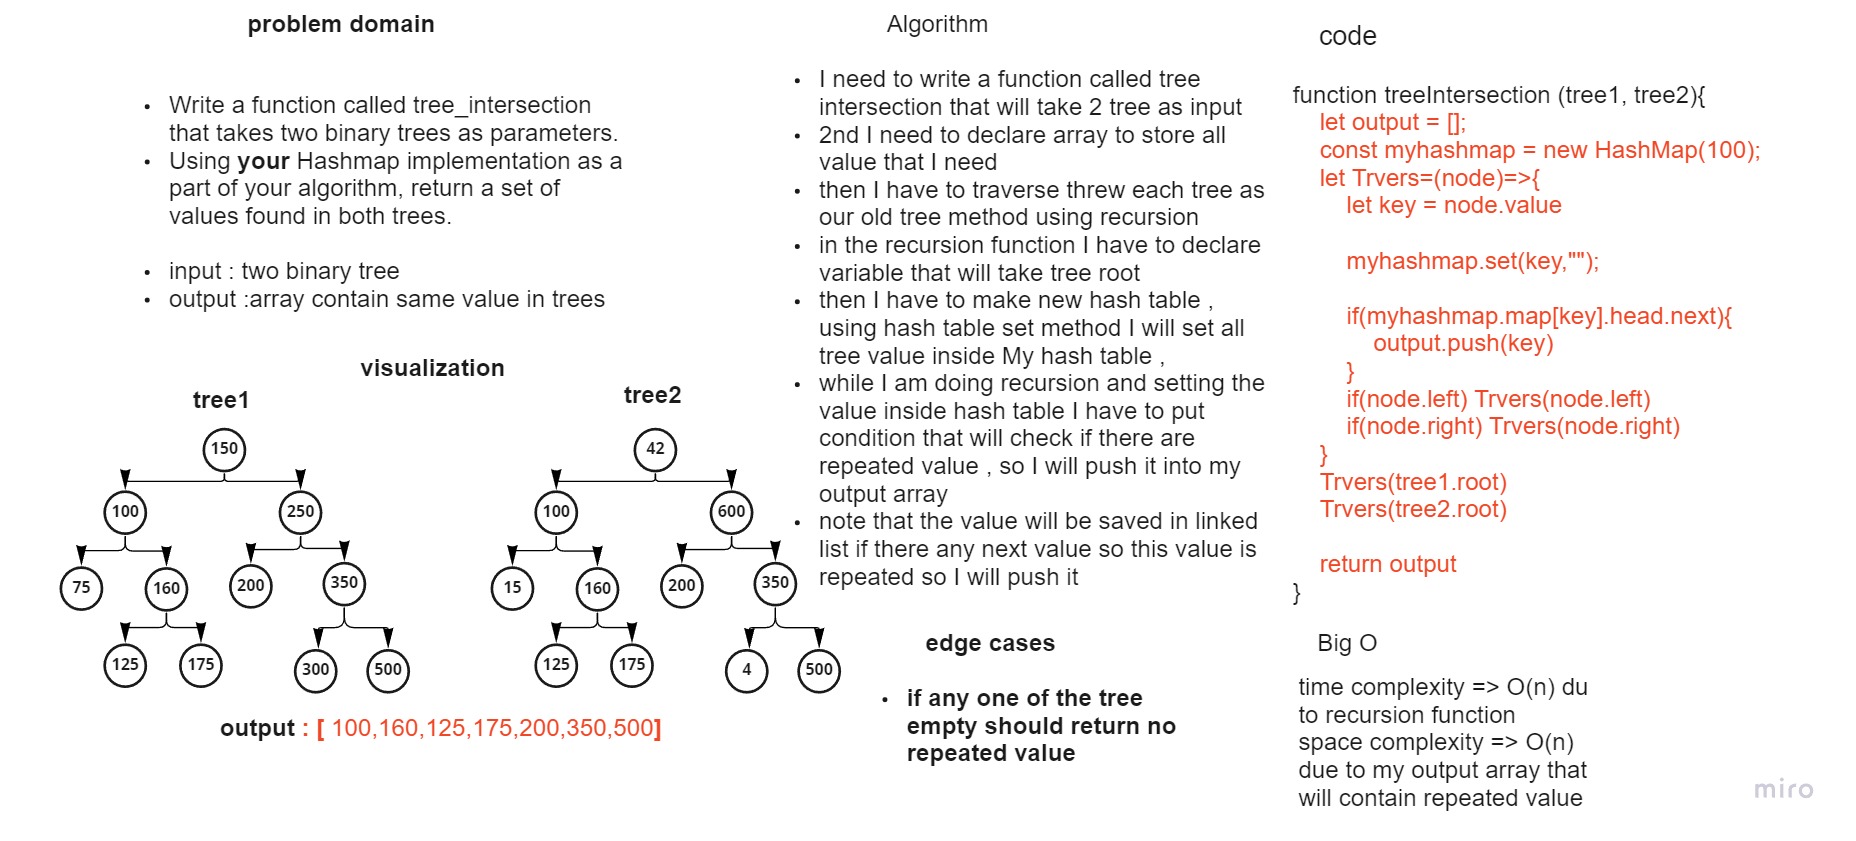 problem domain
• Write a function called tree_intersection
that takes two binary trees as parameters.
• Using your Hashmap implementation as a
part of your algorithm, return a set of
values found in both trees.
• input : two binary tree
• output :array contain same value in trees
visualization
tree1
150
100
250
75
160
200
350
125
175
300
500
tree2
42
100
600
15
160
200
350
125
175
4
500
output : [ 100,160,125,175,200,350,500]
Algorithm
• I need to write a function called tree
intersection that will take 2 tree as input
• 2nd I need to declare array to store all
value that I need
• then I have to traverse threw each tree as
our old tree method using recursion
• in the recursion function I have to declare
variable that will take tree root
• then I have to make new hash table ,
using hash table set method I will set all
tree value inside My hash table ,
• while I am doing recursion and setting the
value inside hash table I have to put
condition that will check if there are
repeated value , so I will push it into my
output array
• note that the value will be saved in linked
list if there any next value so this value is
repeated so I will push it
edge cases
• if any one of the tree
empty should return no
repeated value
code
function treeIntersection (tree1, tree2){
let output = [];
const myhashmap = new HashMap(100);
let Trvers=(node)=>{
let key = node.value
myhashmap.set(key,"");
if(myhashmap.map[key].head.next){
output.push(key)
}
if(node.left) Trvers(node.left)
if(node.right) Trvers(node.right)
}
Trvers(tree1.root)
Trvers(tree2.root)
return output
}
Big O
time complexity => O(n) du
to recursion function
space complexity => O(n)
due to my output array that
will contain repeated value
miro